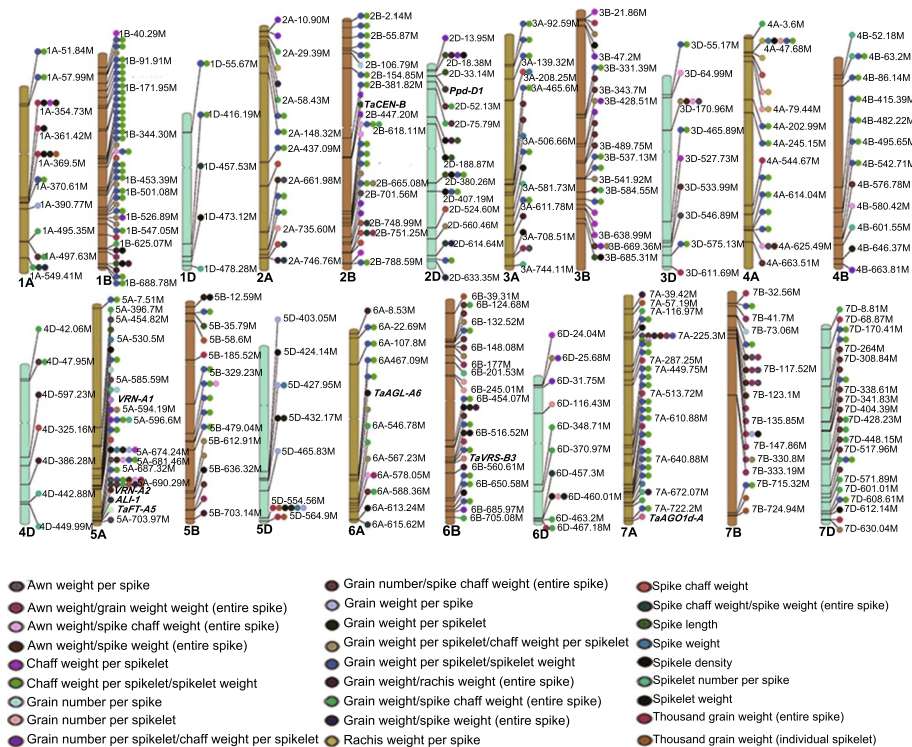 1A-51.84M
1A-57.99M
1A-354.73M
1A-361.42M
1A-369.5M
1A-370.61M
1A-390.77M
1A-495.35M
1A-497.63M
1A-549.41M
1A
1B-40.29M
1B-91.91M
1B-171.95M
1B-344.30M
1B-453.39M
1B-501.08M
1B-526.89M
1B-547.05M
1B-625.07M
1B-688.78M
1B
1D-55.67M
1D-416.19M
1D-457.53M
1D-473.12M
1D-478.28M
1D
2A-10.90M
2A-29.39M
2A-58.43M
2A-148.32M
2A-437.09M
2A-661.98M
2A-735.60M
2A-746.76M
2A
2B-2.14M
2B-55.87M
2B-106.79M
2B-154.85M
2B-381.82M
TaCEN-B
2B-447.20M
2B-618.11M
2B-665.08M
2B-701.56M
2B-748.99M
2B-751.25M
2B-788.59M
2B
2D-13.95M
2D-18.38M
2D-33.14M
Ppd-D1
2D-52.13M
2D-75.79M
2D-188.87M
2D-380.26M
2D-407.19M
2D-524.60M
2D-560.46M
2D-614.64M
2D-633.35M
2D
3A-92.59M
3A-139.32M
3A-208.25M
3A-465.6M
3A-506.66M
3A-581.73M
3A-611.78M
3A-708.51M
3A-744.11M
3A
3B-21.86M
3B-47.2M
3B-331.39M
3B-343.7M
3B-428.51M
3B-489.75M
3B-537.13M
3B-541.92M
3B-584.55M
3B-638.99M
3B-669.36M
3B-685.31M
3B
3D-55.17M
3D-64.99M
3D-170.96M
3D-465.89M
3D-527.73M
3D-533.99M
3D-546.89M
3D-575.13M
3D-611.69M
3D
4A-3.6M
4A-47.68M
4A-79.44M
4A-202.99M
4A-245.15M
4A-544.67M
4A-614.04M
4A-625.49M
4A-663.51M
4A
4B-52.18M
4B-63.2M
4B-86.14M
4B-415.39M
4B-482.22M
4B-495.65M
4B-542.71M
4B-576.78M
4B-580.42M
4B-601.55M
4B-646.37M
4B-663.81M
4B
4D-42.06M
4D-47.95M
4D-597.23M
4D-325.16M
4D-386.28M
4D-442.88M
4D-449.99M
4D
5A-7.51M
5A-396.7M
5A-454.82M
5A-530.5M
5A-585.59M
VRN-A1
5A-594.19M
5A-596.6M
5A-674.24M
5A-681.46M
5A-687.32M
5A-690.29M
VRN-A2
ALI-1
TaFT-A5
5A-703.97M
5A
5B-12.59M
5B-35.79M
5B-58.6M
5B-185.52M
5B-329.23M
5B-479.04M
5B-612.91M
5B-636.32M
5B-703.14M
5B
5D-403.05M
5D-424.14M
5D-427.95M
5D-432.17M
5D-465.83M
5D-554.56M
5D-564.9M
5D
6A-8.53M
6A-22.69M
6A-107.8M
6A467.09M
TaAGL-A6
6A-546.78M
6A-567.23M
6A-578.05M
6A-588.36M
6A-613.24M
6A-615.62M
6A
6B-39.31M
6B-124.68M
6B-132.52M
6B-148.08M
6B-177M
6B-201.53M
6B-245.01M
6B-454.07M
6B-516.52M
TaVRS-B3
6B-560.61M
6B-650.58M
6B-685.97M
6B-705.08M
6B
6D-24.04M
6D-25.68M
6D-31.75M
6D-116.43M
6D-348.71M
6D-370.97M
6D-457.3M
6D-460.01M
6D-463.2M
6D-467.18M
6D
7A-39.42M
7A-57.19M
7A-116.97M
7A-225.3M
7A-287.25M
7A-449.75M
7A-513.72M
7A-610.88M
7A-640.88M
7A-672.07M
7A-722.2M
TaAGO1d-A
7A
7B-32.56M
7B-41.7M
7B-73.06M
7B-117.52M
7B-123.1M
7B-135.85M
7B-147.86M
7B-330.8M
7B-333.19M
7B-715.32M
7B-724.94M
7B
7D-8.81M
7D-68.87M
7D-170.41M
7D-264M
7D-308.84M
7D-338.61M
7D-341.83M
7D-404.39M
7D-428.23M
7D-448.15M
7D-517.96M
7D-571.89M
7D-601.01M
7D-608.61M
7D-612.14M
7D-630.04M
7D
Awn weight per spike
Awn weight/grain weight weight (entire spike)
Awn weight/spike chaff weight (entire spike)
Awn weight/spike weight (entire spike)
Chaff weight per spikelet
Chaff weight per spikelet/spikelet weight
Grain number per spike
Grain number per spikelet
Grain number per spikelet/chaff weight per spikelet
Grain number/spike chaff weight (entire spike)
Grain weight per spike
Grain weight per spikelet
Grain weight per spikelet/chaff weight per spikelet
Grain weight per spikelet/spikelet weight
Grain weight/rachis weight (entire spike)
Grain weight/spike chaff weight (entire spike)
Grain weight/spike weight (entire spike)
Rachis weight per spike
Spike chaff weight
Spike chaff weight/spike weight (entire spike)
Spike length
Spike weight
Spikele density
Spikelet number per spike
Spikelet weight
Thousand grain weight (entire spike)
Thousand grain weight (individual spikelet)